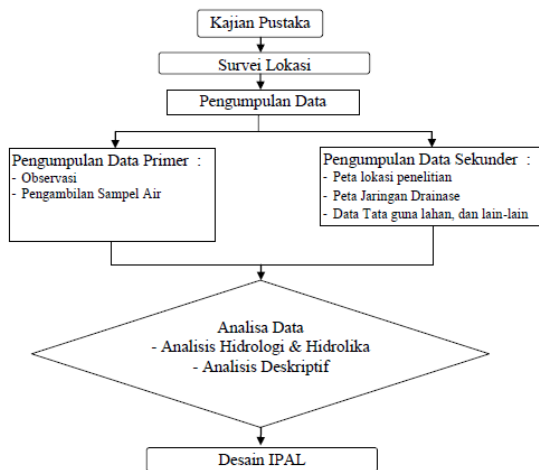 Kajian Pustaka
Survei Lokasi
Pengumpulan Data
Pengumpulan Data Primer :
- Observasi
- Pengambilan Sampel Air
Pengumpulan Data Sekunder :
- Peta lokasi penelitian
- Peta Jaringan Drainase
- Data Tata guna lahan, dan lain-lain
Analisa Data
- Analisis Hidrologi & Hidrolika
- Analisis Deskriptif
Desain IPAL